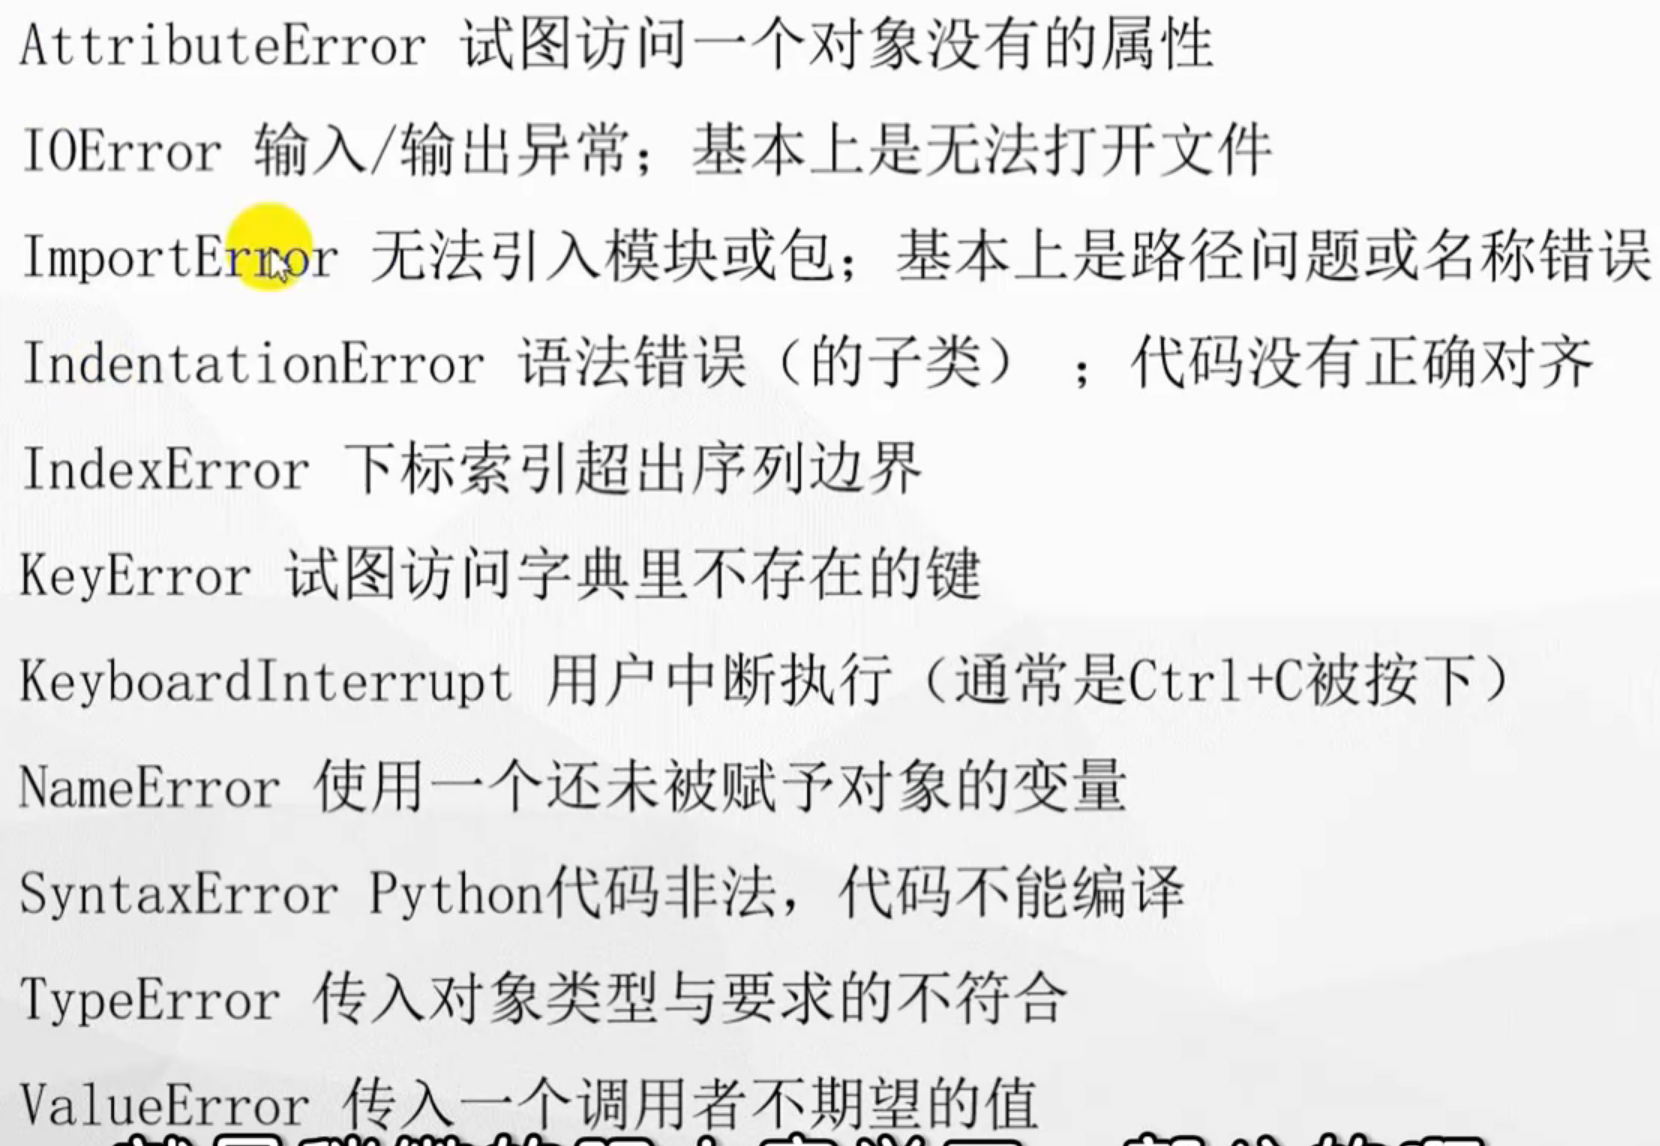 AttributeError 试图访问一个对象没有的属性
IOError 输入/输出异常；基本上是无法打开文件
ImportError 无法引入模块或包；基本上是路径问题或名称错误
IndentationError 语法错误（的子类） ；代码没有正确对齐
IndexError 下标索引超出序列边界
KeyError 试图访问字典里不存在的键
KeyboardInterrupt 用户中断执行（通常是Ctrl+C被按下）
NameError 使用一个还未被赋予对象的变量
SyntaxError Python代码非法，代码不能编译
TypeError 传入对象类型与要求的不符合
ValueError 传入一个调用者不期望的值